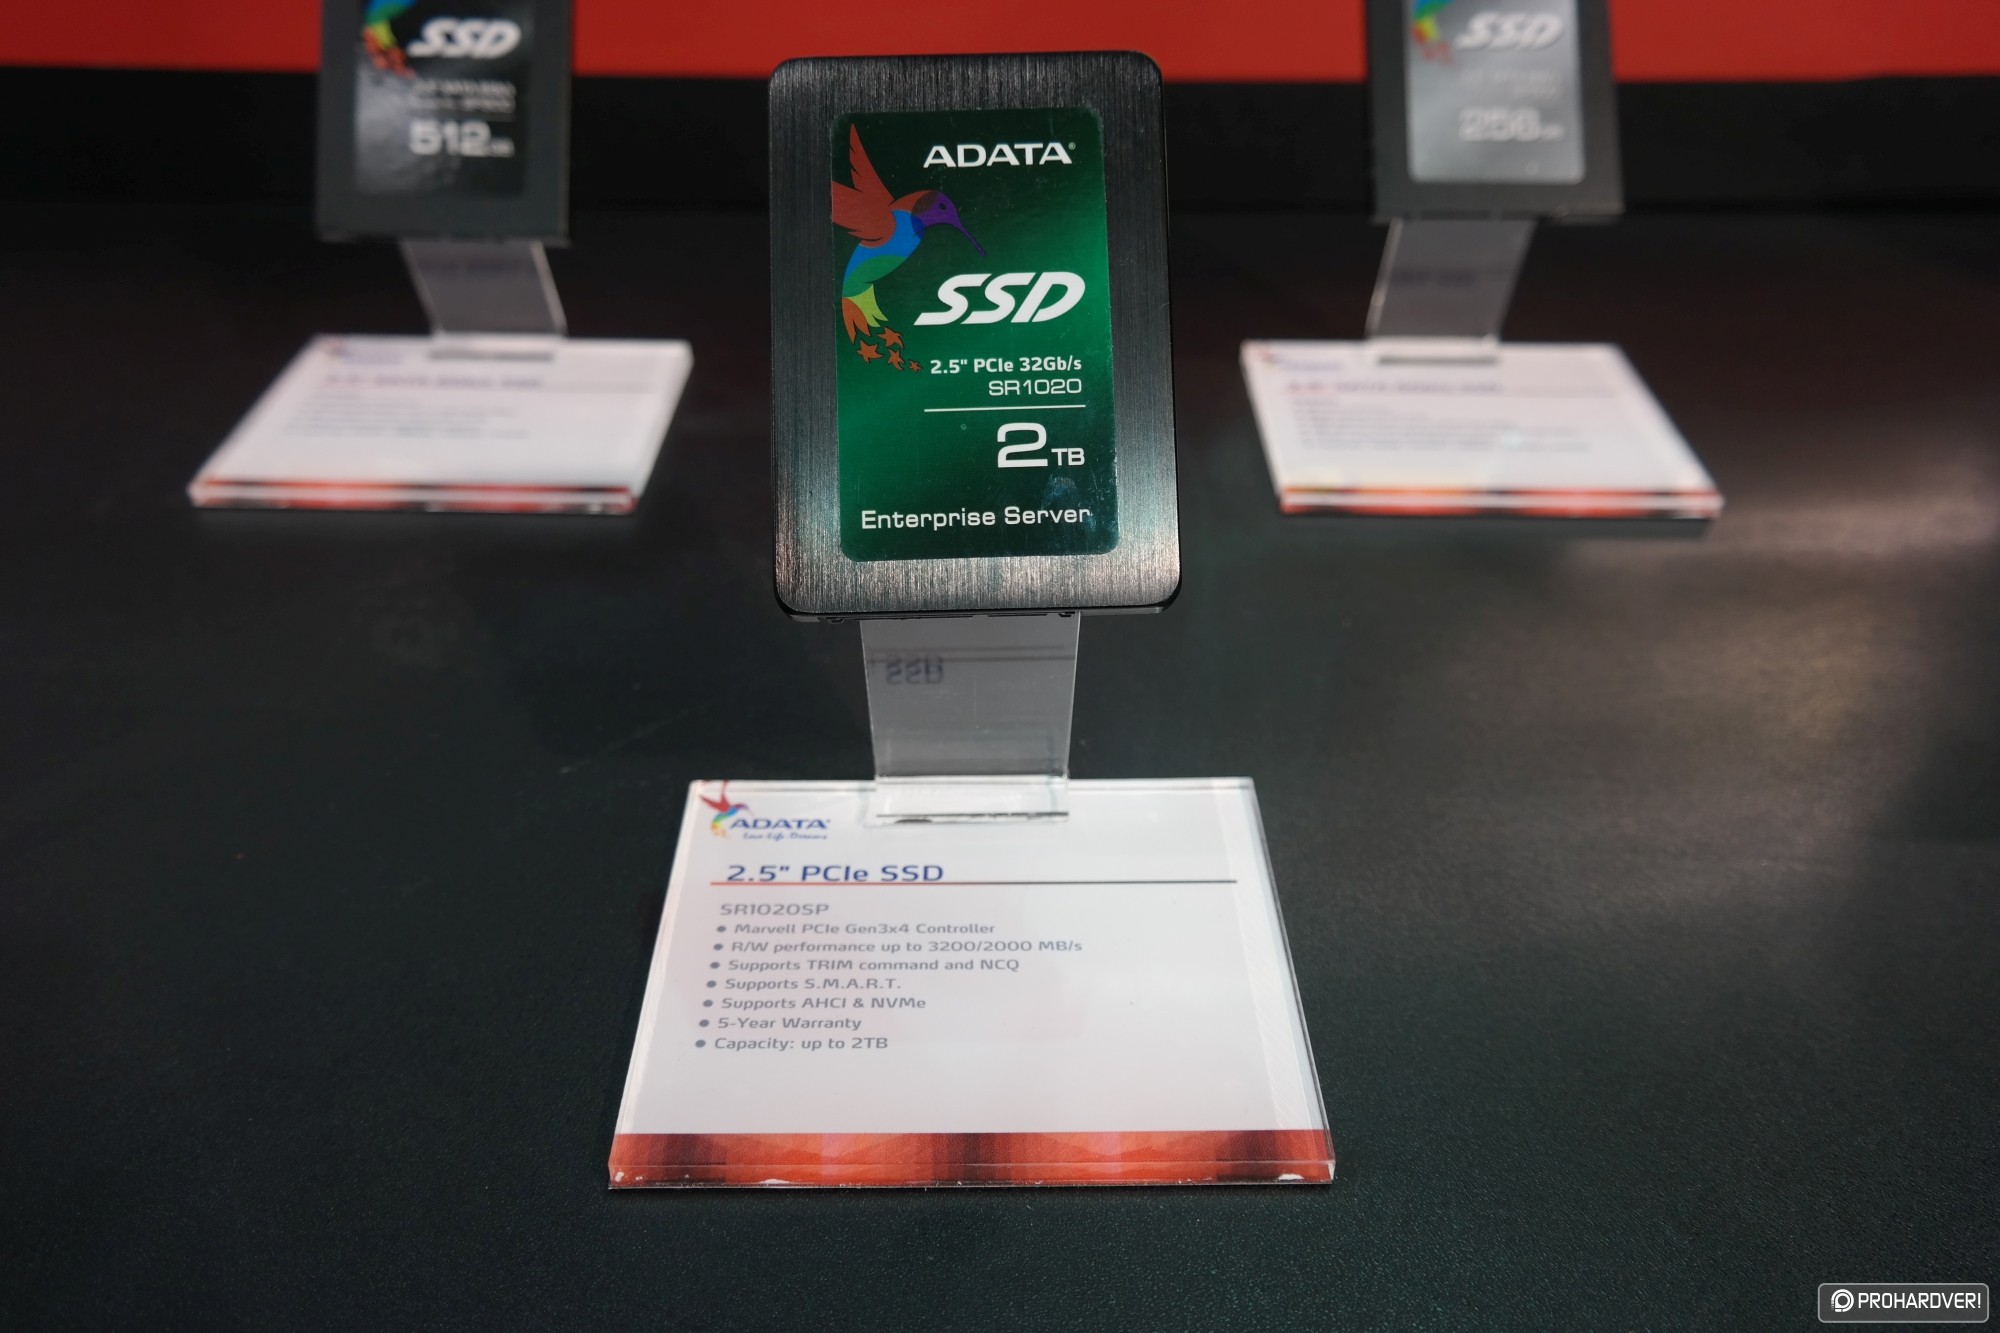 SSD
512GB
SSD
256GB
ADATA®
SSD
2.5" PCIe 32Gb/s
SR1020
2TB
Enterprise Server
ADATA®
2.5" PCIe SSD
SR1020SP
● Marvell PCIe Gen3x4 Controller
● R/W performance up to 3200/2000 MB/s
● Supports TRIM command and NCQ
● Supports S.M.A.R.T.
● Supports AHCI & NVMe
● 5-Year Warranty
● Capacity: up to 2TB
PROHARDVER!